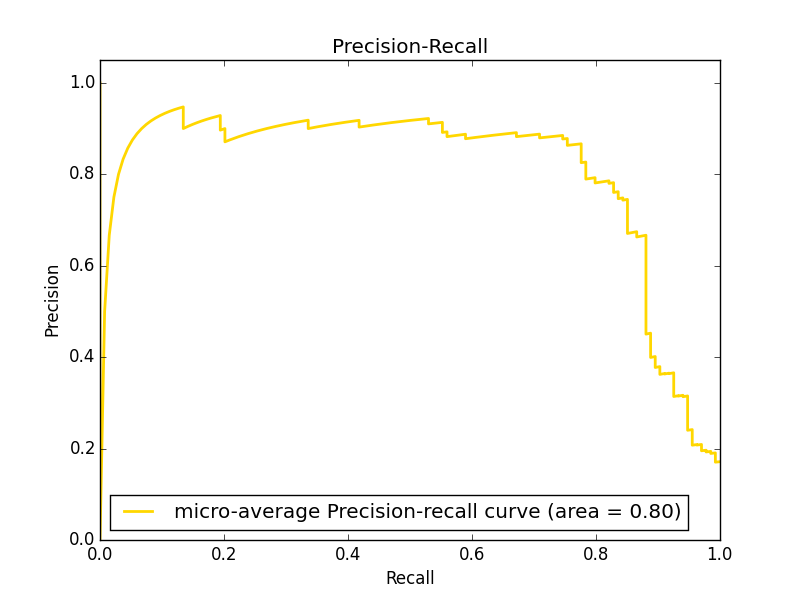 Precision-Recall
1.0
0.8
0.6
0.4
0.2
0.0
Precision
micro-average Precision-recall curve (area = 0.80)
0.0 0.2 0.4 0.6 0.8 1.0
Recall